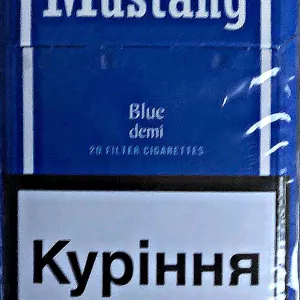 Mustang
Blue
demi
20 FILTER CIGARETTES
Куріння